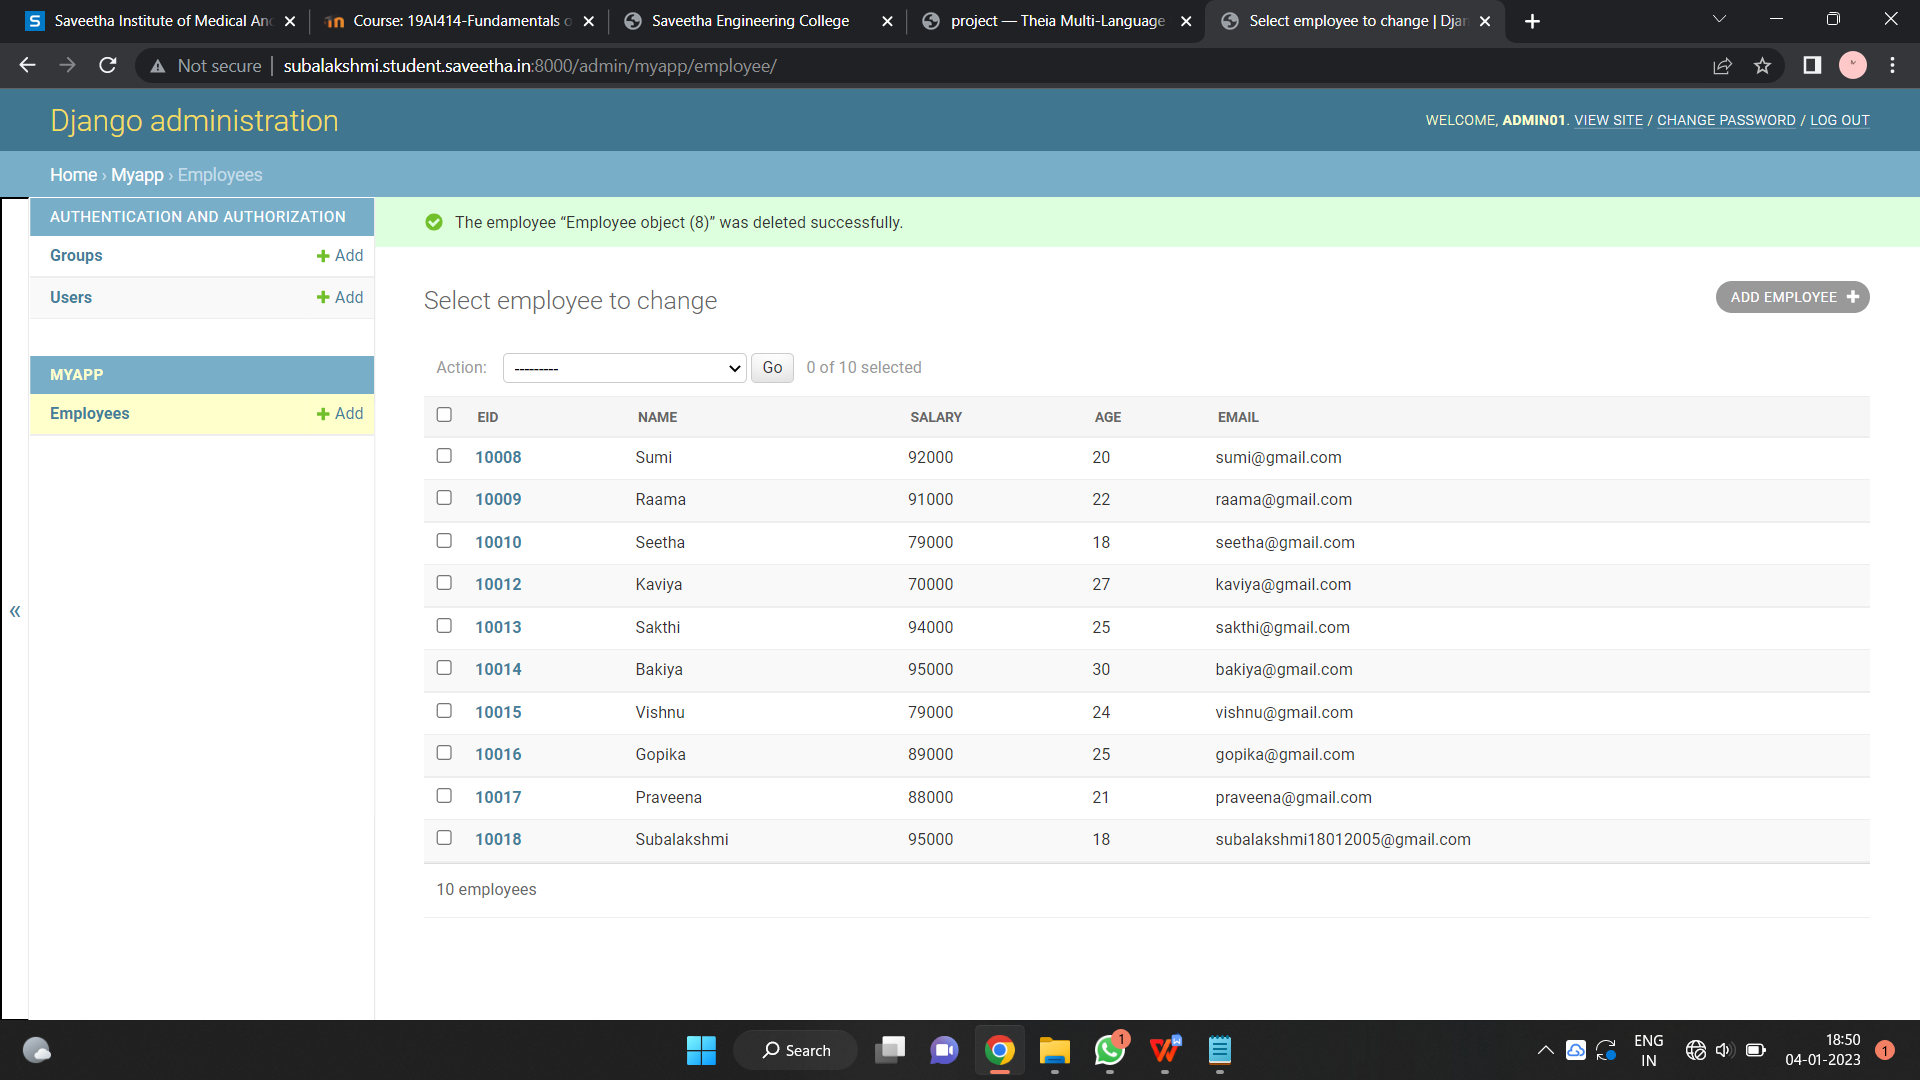 Saveetha Institute of Medical An
Course: 19AI414-Fundamentals o
Saveetha Engineering College
project — Theia Multi-Language
Select employee to change | Djan
Not secure subalakshmi.student.saveetha.in:8000/admin/myapp/employee/
Django administration
WELCOME, ADMIN01. VIEW SITE / CHANGE PASSWORD / LOG OUT
Home › Myapp › Employees
AUTHENTICATION AND AUTHORIZATION
Groups Add
Users Add
MYAPP
Employees Add
The employee “Employee object (8)” was deleted successfully.
Select employee to change
ADD EMPLOYEE
Action: --------- Go 0 of 10 selected
EID NAME SALARY AGE EMAIL
10008 Sumi 92000 20 sumi@gmail.com
10009 Raama 91000 22 raama@gmail.com
10010 Seetha 79000 18 seetha@gmail.com
10012 Kaviya 70000 27 kaviya@gmail.com
10013 Sakthi 94000 25 sakthi@gmail.com
10014 Bakiya 95000 30 bakiya@gmail.com
10015 Vishnu 79000 24 vishnu@gmail.com
10016 Gopika 89000 25 gopika@gmail.com
10017 Praveena 88000 21 praveena@gmail.com
10018 Subalakshmi 95000 18 subalakshmi18012005@gmail.com
10 employees
Search
1
ENG
IN
18:50
04-01-2023
1